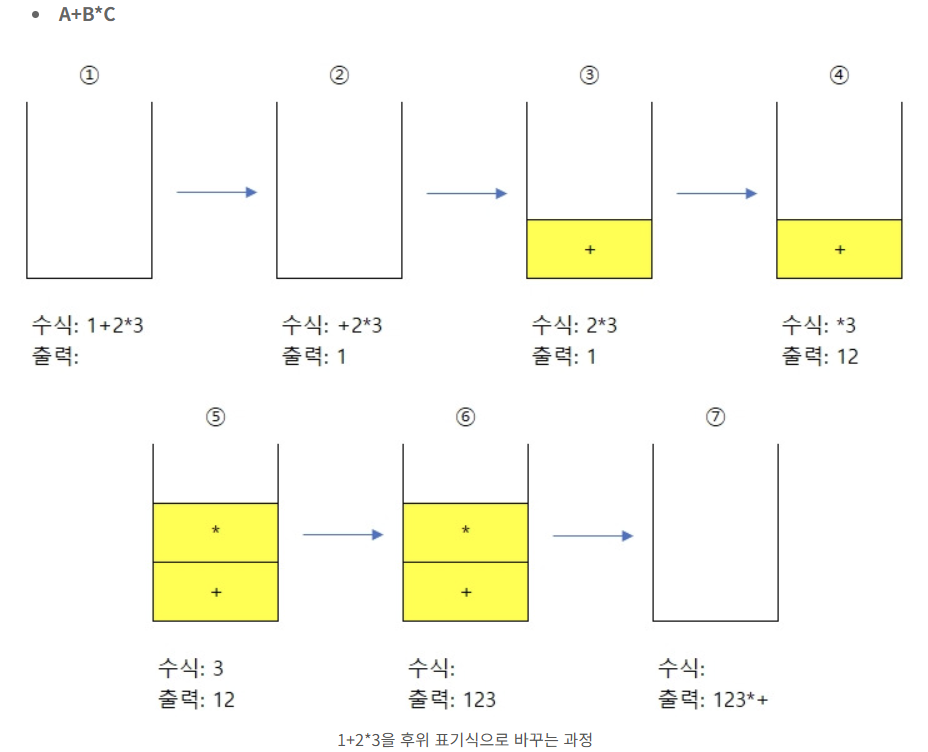 • A+B*C
① ② ③ ④
+ +
수식: 1+2*3 수식: +2*3 수식: 2*3 수식: *3
출력: 출력: 1 출력: 1 출력: 12
⑤ ⑥ ⑦
* *
+ +
수식: 3 수식: 수식:
출력: 12 출력: 123 출력: 123*+
1+2*3을 후위 표기식으로 바꾸는 과정